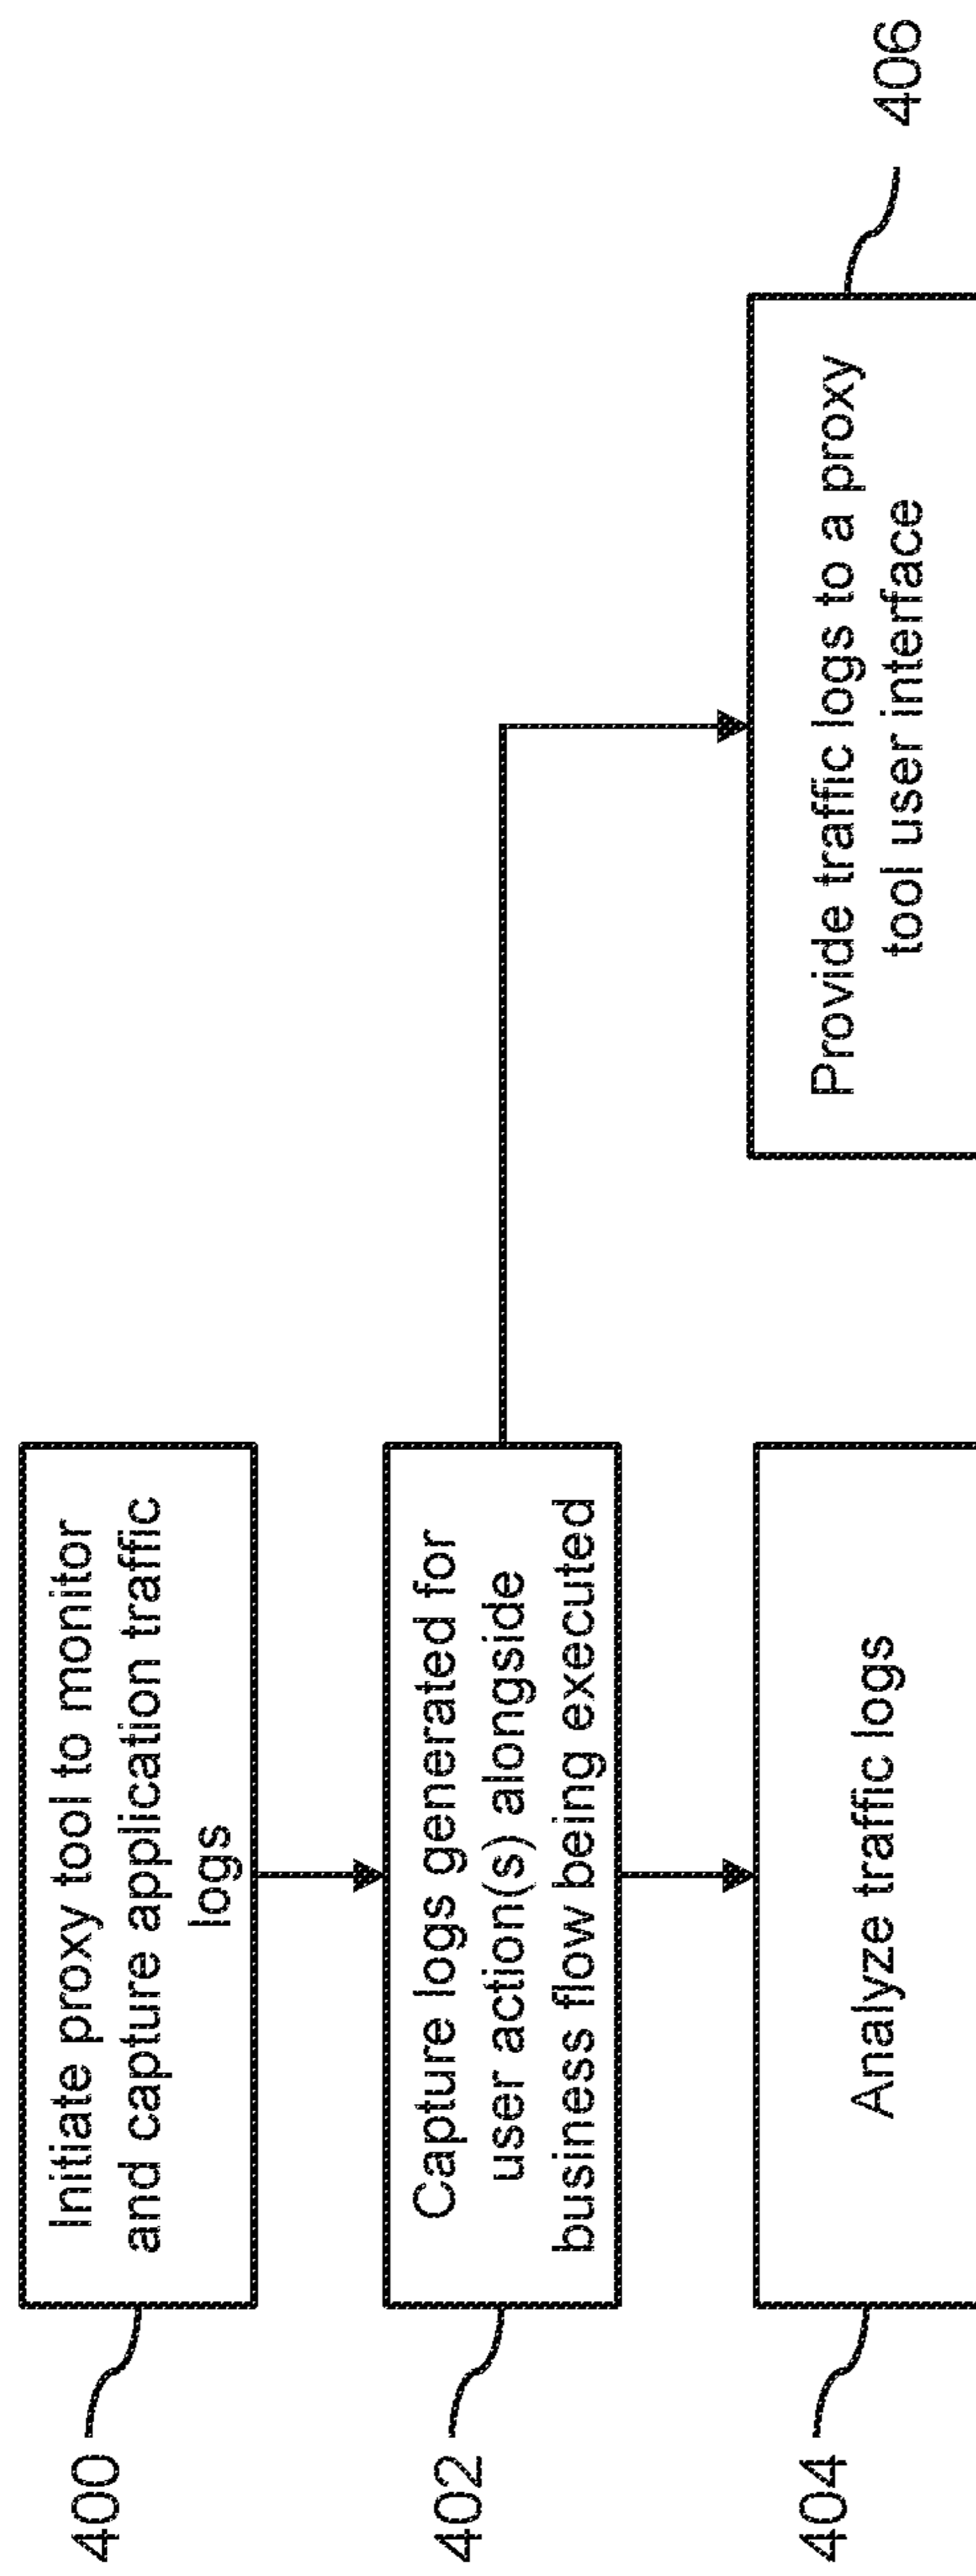 400
Initiate proxy tool to monitor
and capture application traffic
logs
402
Capture logs generated for
user action(s) alongside
business flow being executed
404
Analyze traffic logs
Provide traffic logs to a proxy
tool user interface
406